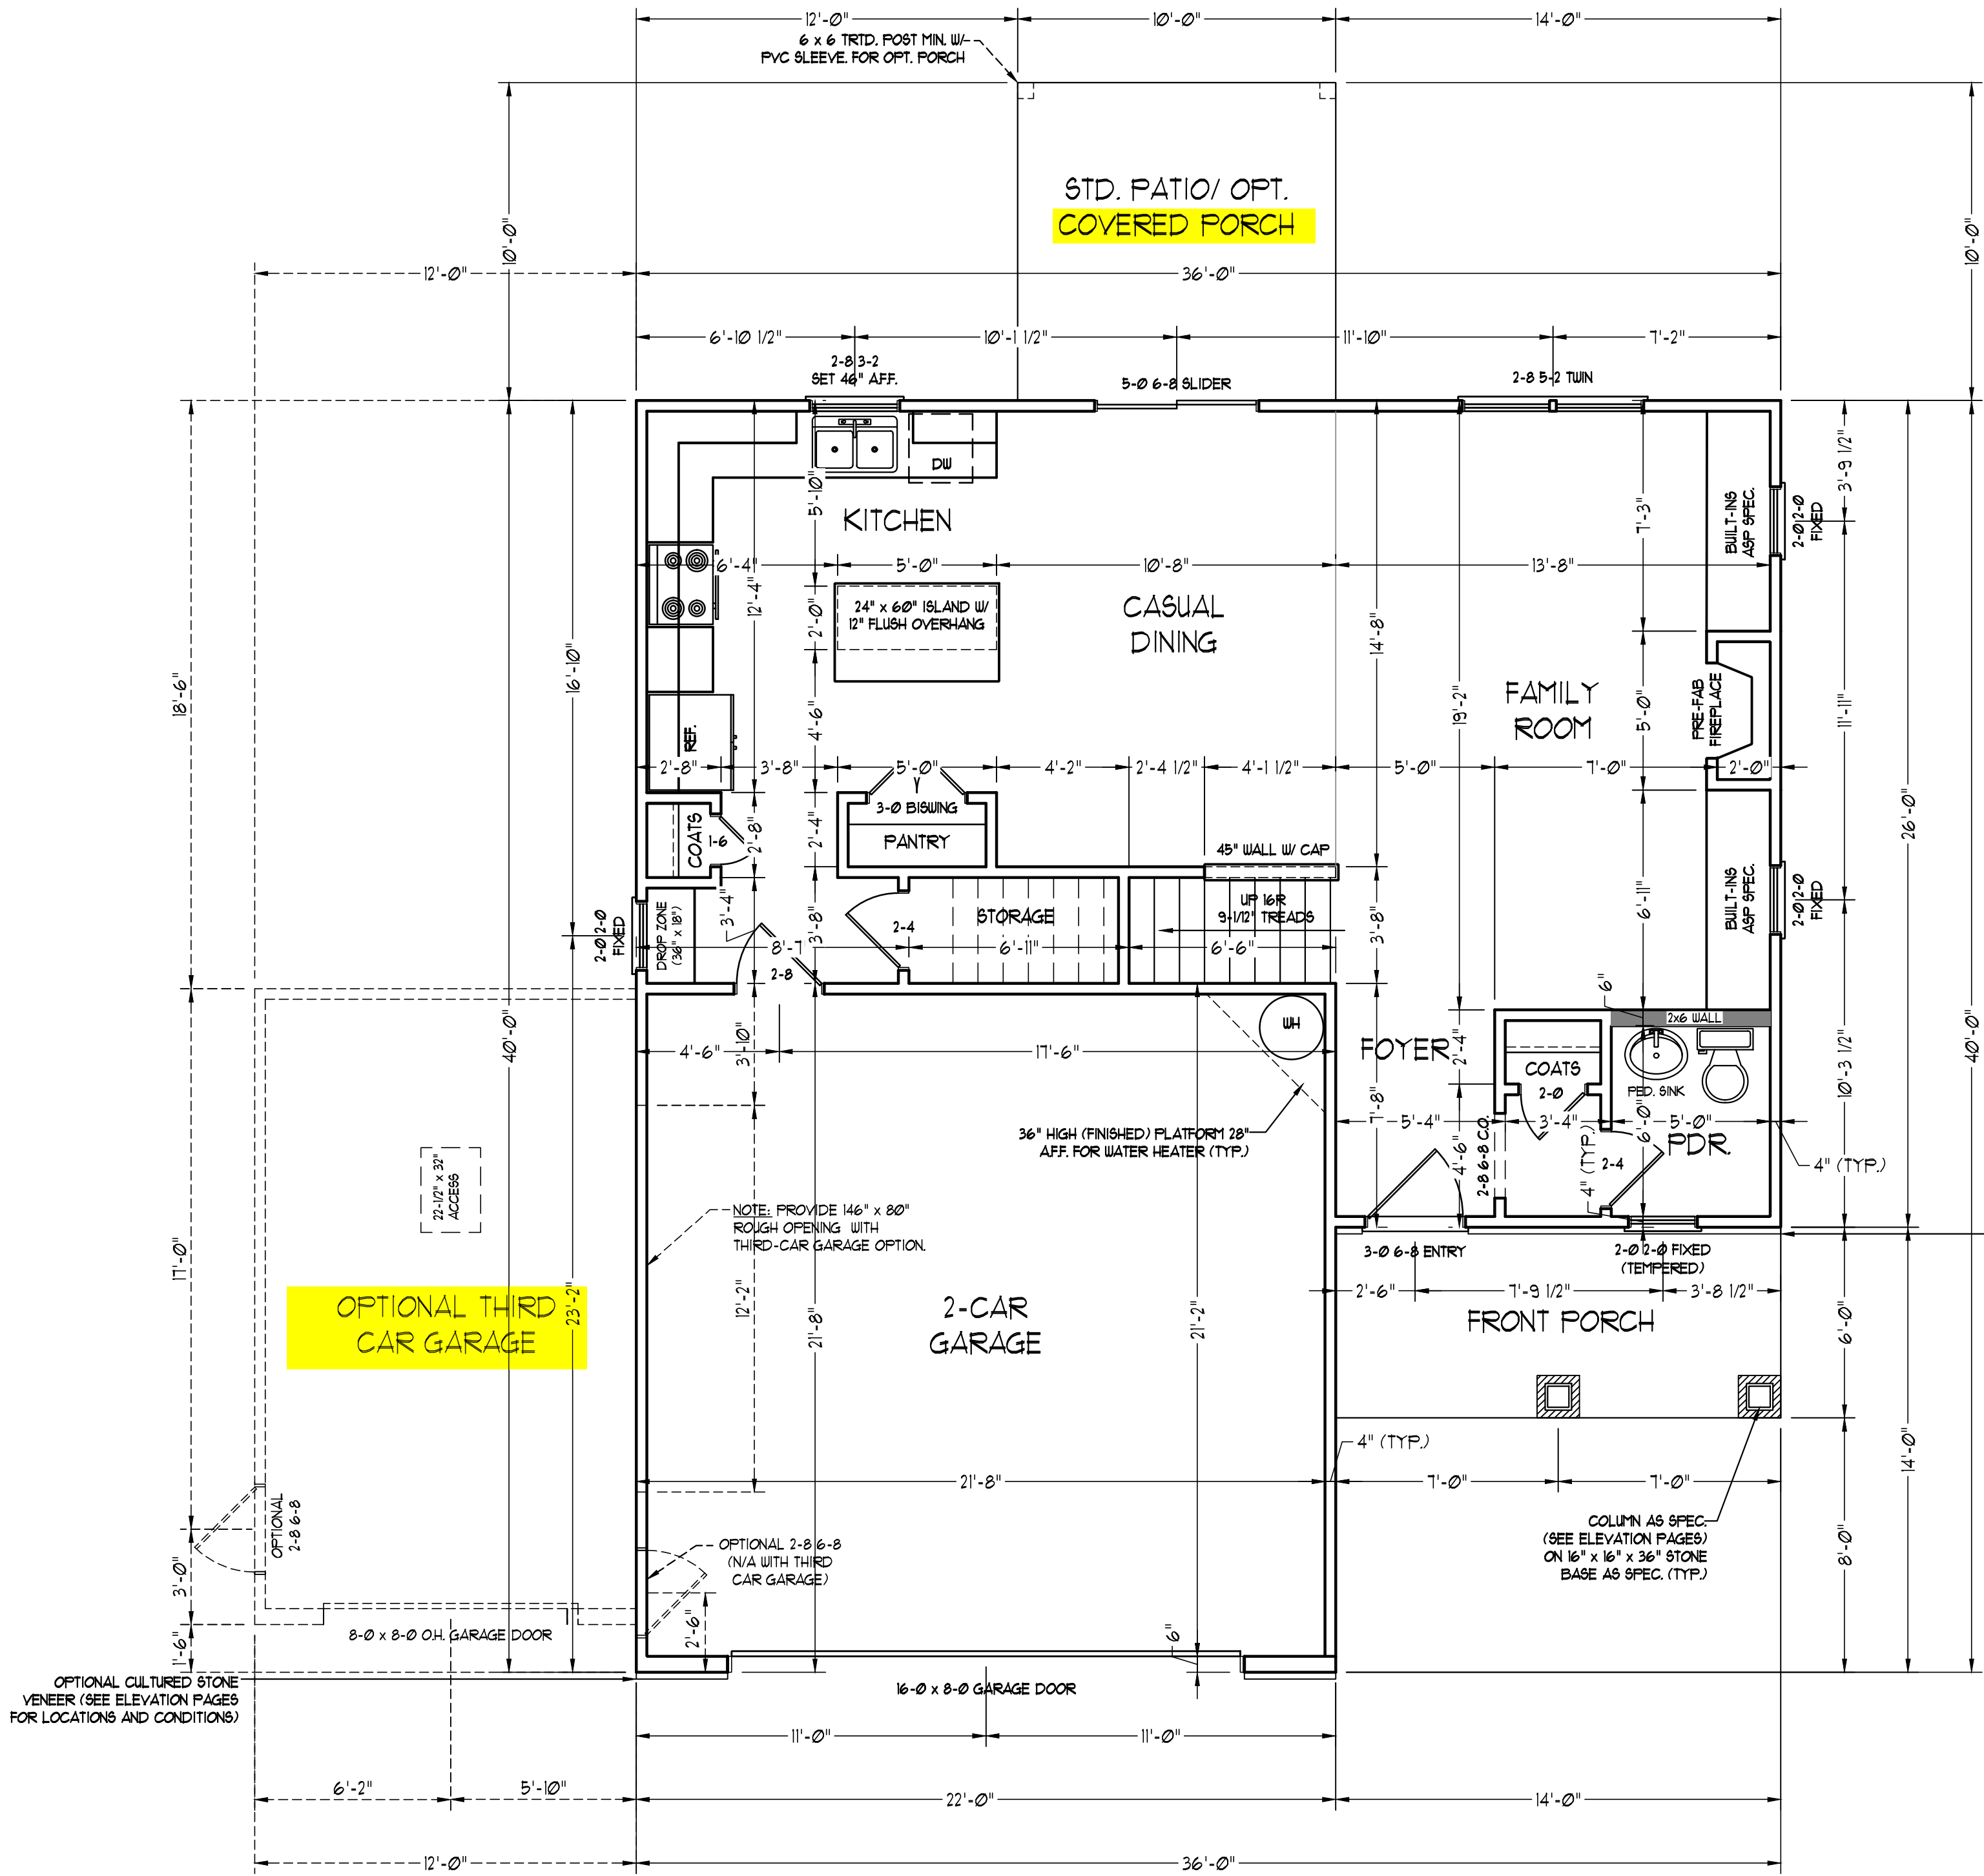 12'-0"
10'-0"
14'-0"
6 x 6 TRTD. POST MIN. W/
PVC SLEEVE. FOR OPT. PORCH
10'-0"
10'-0"
STD. PATIO/ OPT.
COVERED PORCH
12'-0"
36'-0"
6'-10 1/2"
10'-1 1/2"
11'-10"
7'-2"
2-8 3-2
SET 46" A.F.F.
5-0 6-8 SLIDER
2-8 5-2 TWIN
DW
KITCHEN
5'-10"
7'-3"
BUILT-INS
ASP SPEC.
2-0 2-0
FIXED
3'-9 1/2"
6'-4"
5'-0"
10'-8"
13'-8"
12'-4"
2'-0"
24" x 60" ISLAND W/
12" FLUSH OVERHANG
CASUAL
DINING
14'-8"
16'-10"
18'-6"
19'-2"
FAMILY
ROOM
5'-0"
PRE-FAB
FIREPLACE
11'-11"
REF.
4'-6"
2'-8"
3'-8"
5'-0"
4'-2"
2'-4 1/2"
4'-1 1/2"
5'-0"
7'-0"
2'-0"
26'-0"
COATS
1-6
2'-8"
2'-4"
3-0 BISWING
PANTRY
45" WALL W/ CAP
2-0 2-0
FIXED
DROP ZONE
(36" x 18")
3'-4"
3'-8"
2-4
STORAGE
UP 16R
9-1/12" TREADS
3'-8"
6'-11"
BUILT-INS
ASP SPEC.
2-0 2-0
FIXED
8'-7
6'-11"
6'-6"
2-8
6"
2x6 WALL
WH
40'-0"
40'-0"
4'-6"
3'-10"
17'-6"
FOYER
2'-4"
COATS
2-0
PED. SINK
10'-3 1/2"
7'-8"
5'-4"
3'-4"
5'-0"
36" HIGH (FINISHED) PLATFORM 28"
A.F.F. FOR WATER HEATER (TYP.)
4'-6"
2-8 6-8 C.O.
4" (TYP.)
2-4
6'-0"
PDR.
4" (TYP.)
22-1/2" x 32"
ACCESS
NOTE: PROVIDE 146" x 80"
ROUGH OPENING WITH
THIRD-CAR GARAGE OPTION.
17'-0"
3-0 6-8 ENTRY
2-0 2-0 FIXED
(TEMPERED)
2'-6"
7'-9 1/2"
3'-8 1/2"
OPTIONAL THIRD
CAR GARAGE
23'-2"
12'-2"
21'-8"
2-CAR
GARAGE
21'-2"
FRONT PORCH
6'-0"
4" (TYP.)
14'-0"
21'-8"
7'-0"
7'-0"
OPTIONAL
2-8 6-8
OPTIONAL 2-8 6-8
(N/A WITH THIRD
CAR GARAGE)
COLUMN AS SPEC.
(SEE ELEVATION PAGES)
ON 16" x 16" x 36" STONE
BASE AS SPEC. (TYP.)
8'-0"
3'-0"
2'-6"
6"
8-0 x 8-0 O.H. GARAGE DOOR
1'-6"
OPTIONAL CULTURED STONE
VENEER (SEE ELEVATION PAGES
FOR LOCATIONS AND CONDITIONS)
16-0 x 8-0 GARAGE DOOR
11'-0"
11'-0"
6'-2"
5'-10"
22'-0"
14'-0"
12'-0"
36'-0"